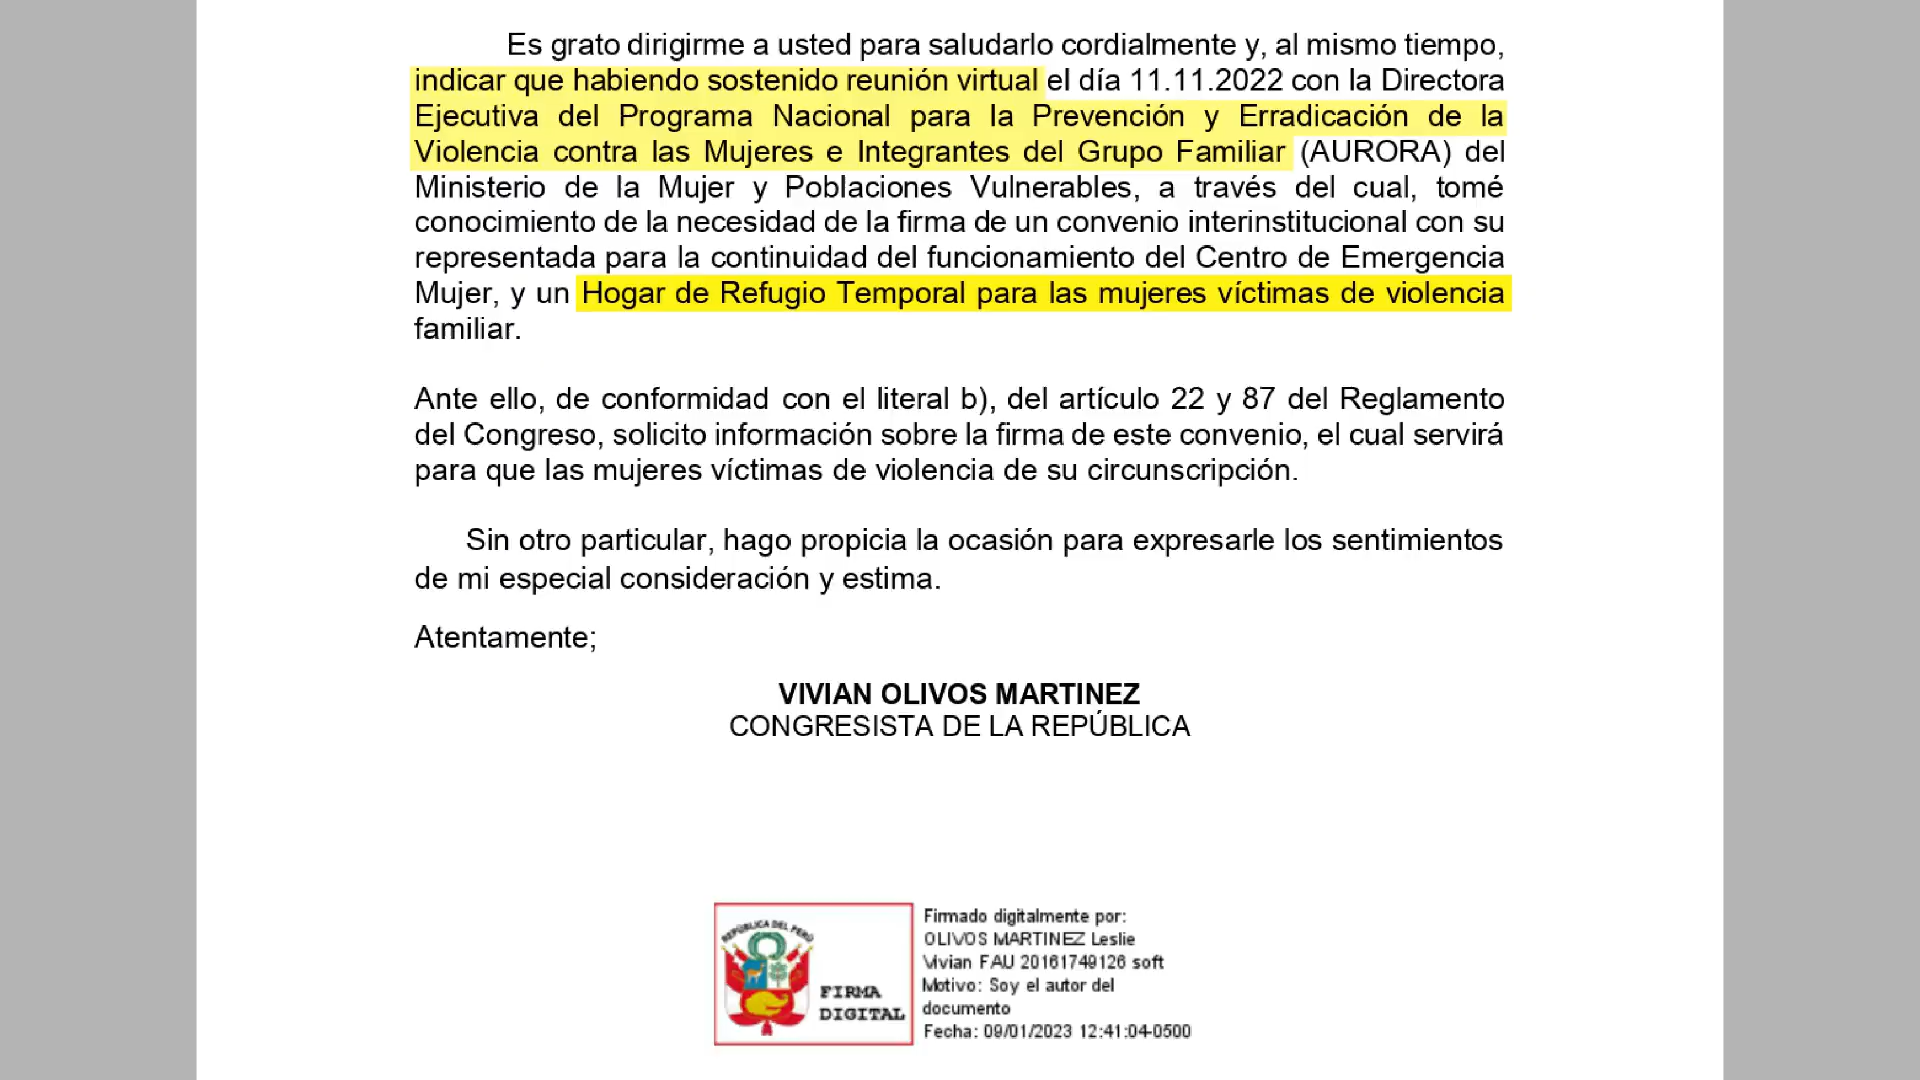 Es grato dirigirme a usted para saludarlo cordialmente y, al mismo tiempo,
indicar que habiendo sostenido reunión virtual el día 11.11.2022 con la Directora
Ejecutiva del Programa Nacional para la Prevención y Erradicación de la
Violencia contra las Mujeres e Integrantes del Grupo Familiar (AURORA) del
Ministerio de la Mujer y Poblaciones Vulnerables, a través del cual, tomé
conocimiento de la necesidad de la firma de un convenio interinstitucional con su
representada para la continuidad del funcionamiento del Centro de Emergencia
Mujer, y un Hogar de Refugio Temporal para las mujeres víctimas de violencia
familiar.
Ante ello, de conformidad con el literal b), del artículo 22 y 87 del Reglamento
del Congreso, solicito información sobre la firma de este convenio, el cual servirá
para que las mujeres víctimas de violencia de su circunscripción.
Sin otro particular, hago propicia la ocasión para expresarle los sentimientos
de mi especial consideración y estima.
Atentamente;
VIVIAN OLIVOS MARTINEZ
CONGRESISTA DE LA REPÚBLICA
REPÚBLICA DEL PERÚ
FIRMA
DIGITAL
Firmado digitalmente por:
OLIVOS MARTINEZ Leslie
Vivian FAU 20161749126 soft
Motivo: Soy el autor del
documento
Fecha: 09/01/2023 12:41:04-0500